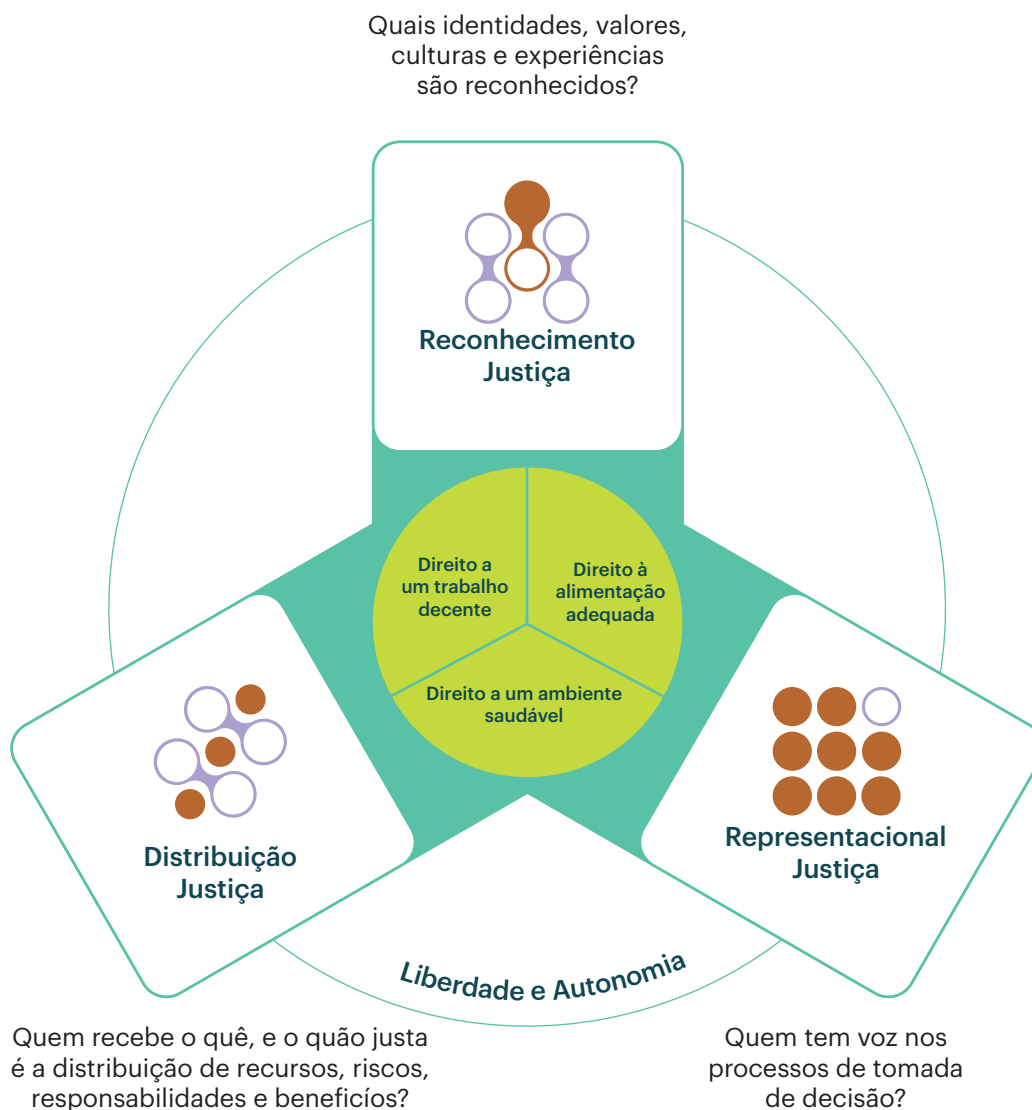 Quais identidades, valores,
culturas e experiências
são reconhecidos?
Reconhecimento
Justiça
Direito a
um trabalho
decente
Direito à
alimentação
adequada
Direito a um ambiente
saudável
Distribuição
Justiça
Representacional
Justiça
Liberdade e Autonomia
Quem recebe o quê, e o quão justa
é a distribuição de recursos, riscos,
responsabilidades e beneficíos?
Quem tem voz nos
processos de tomada
de decisão?